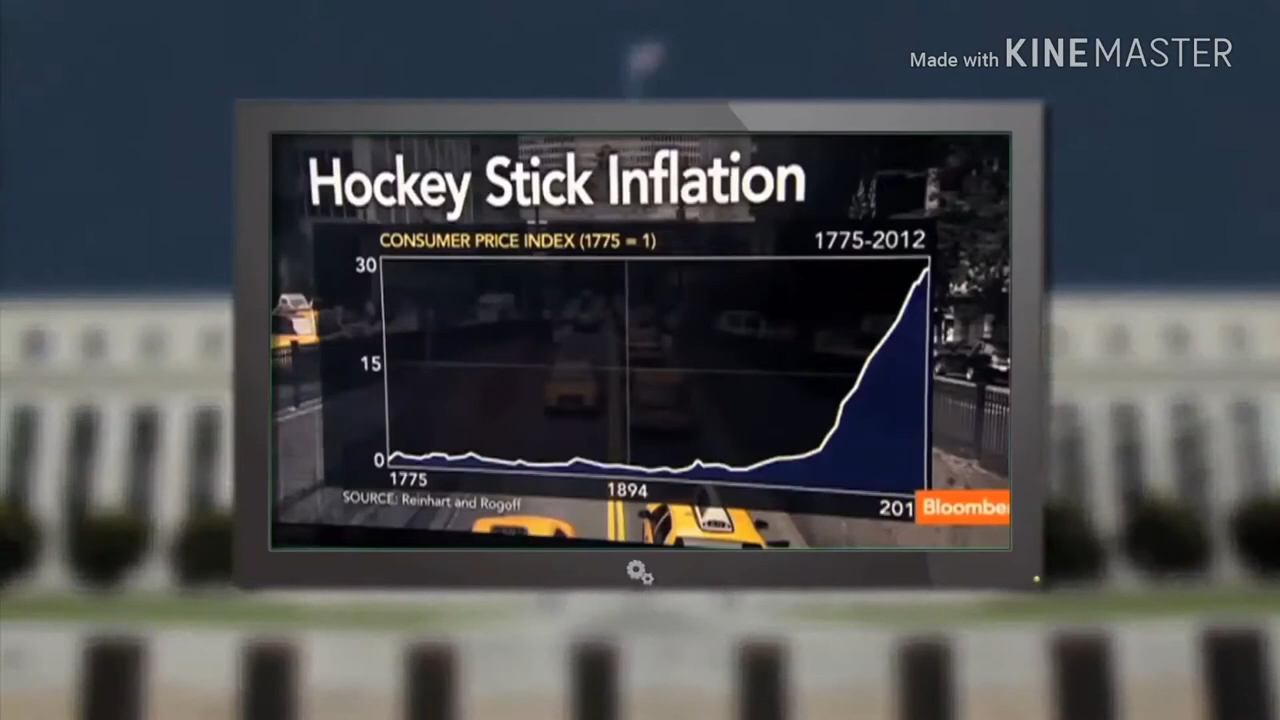 Made with KINEMASTER
Hockey Stick Inflation
CONSUMER PRICE INDEX (1775 = 1)
1775-2012
30
15
0
1775
1894
201
SOURCE: Reinhart and Rogoff
Bloombe